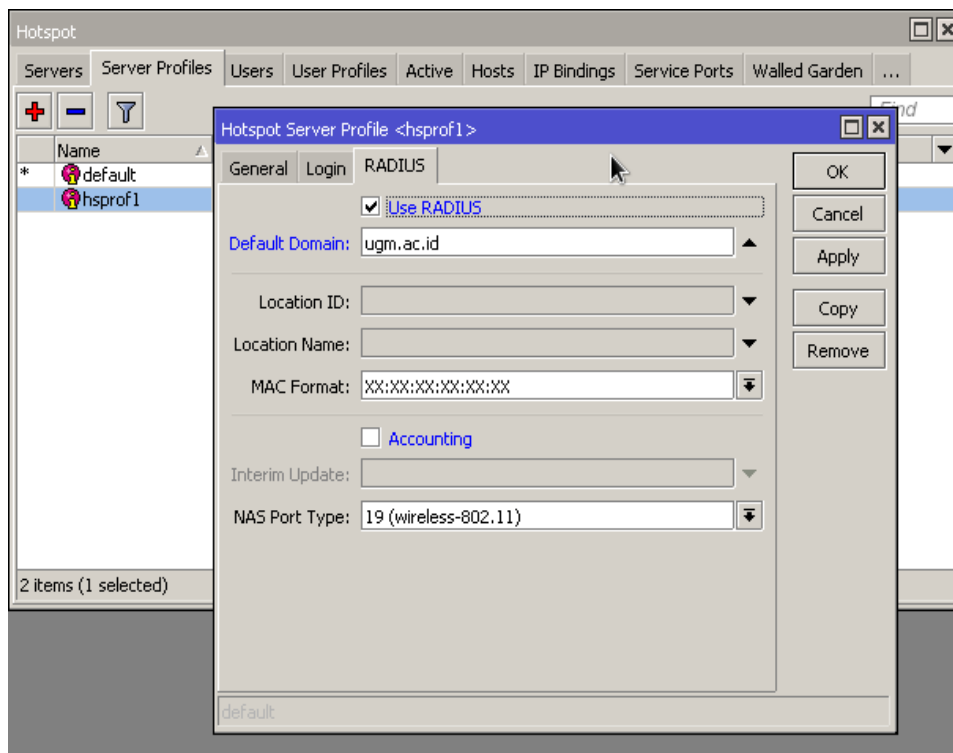 Hotspot
Servers Server Profiles Users User Profiles Active Hosts IP Bindings Service Ports Walled Garden ...
Find
Name
* default
hsprof1
2 items (1 selected)
Hotspot Server Profile <hsprof1>
General Login RADIUS
Use RADIUS
Default Domain: ugm.ac.id
Location ID:
Location Name:
MAC Format: XX:XX:XX:XX:XX:XX
Accounting
Interim Update:
NAS Port Type: 19 (wireless-802.11)
default
OK
Cancel
Apply
Copy
Remove